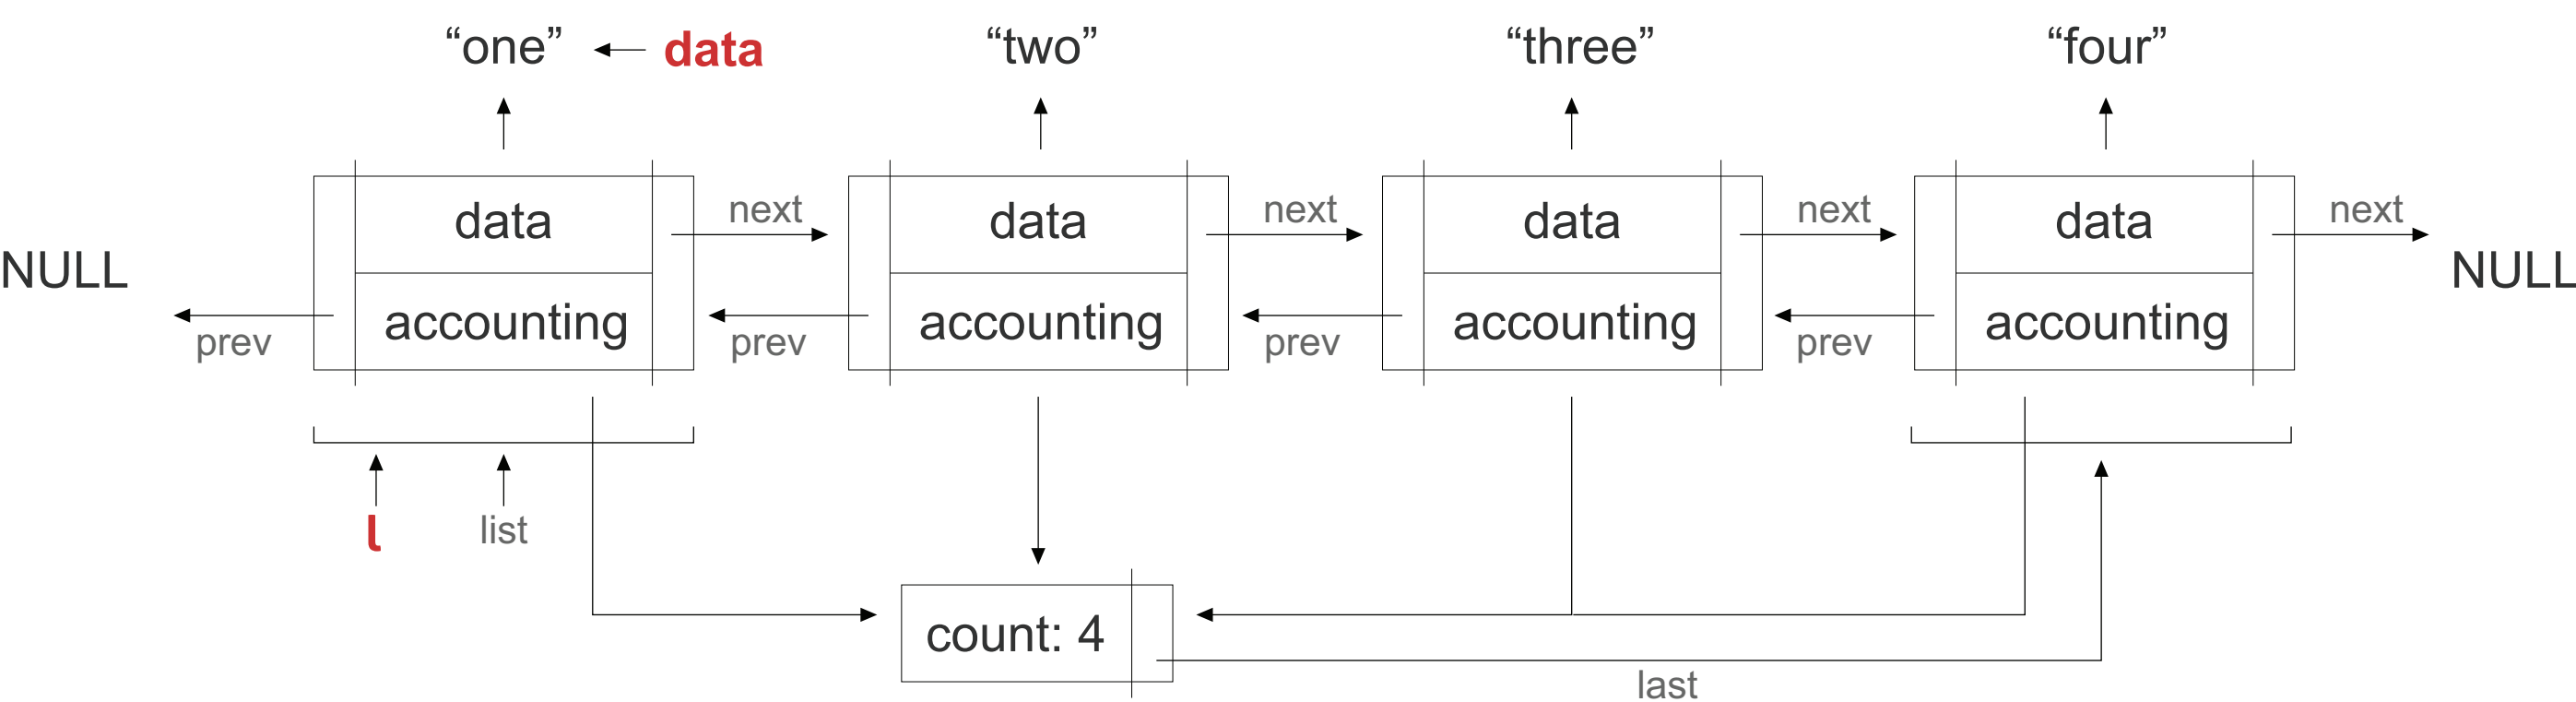 “one” data “two” “three” “four”
data next data next data next data next
NULL NULL
accounting accounting accounting accounting
prev prev prev prev
l list
count: 4
last